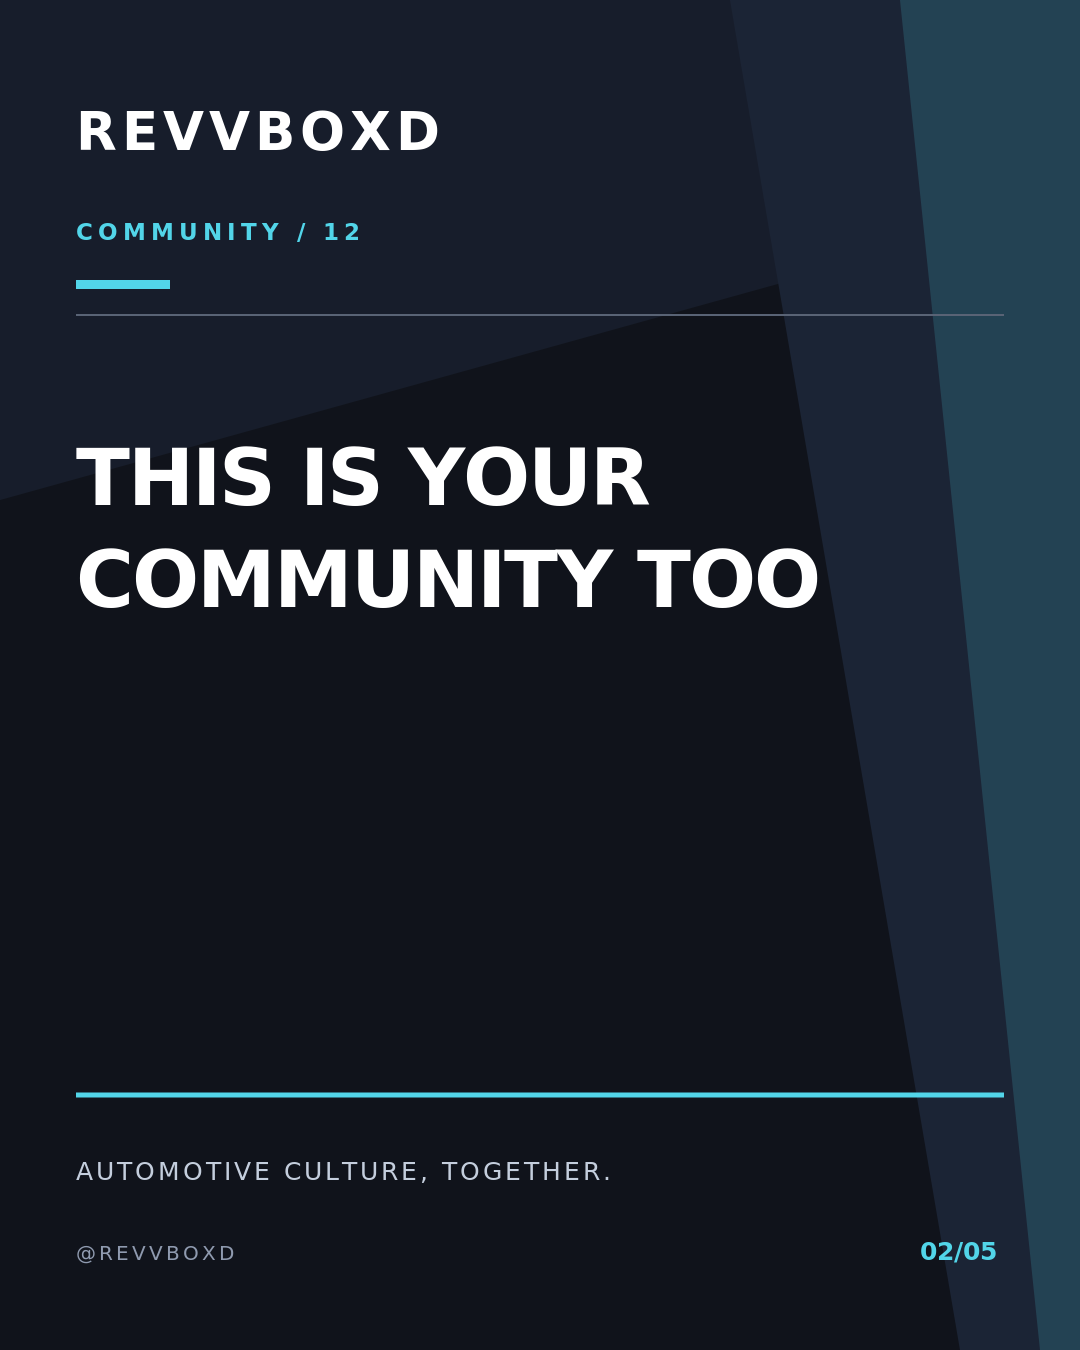 REVVBOXD
COMMUNITY / 12
THIS IS YOUR
COMMUNITY TOO
AUTOMOTIVE CULTURE, TOGETHER.
@REVVBOXD
02/05